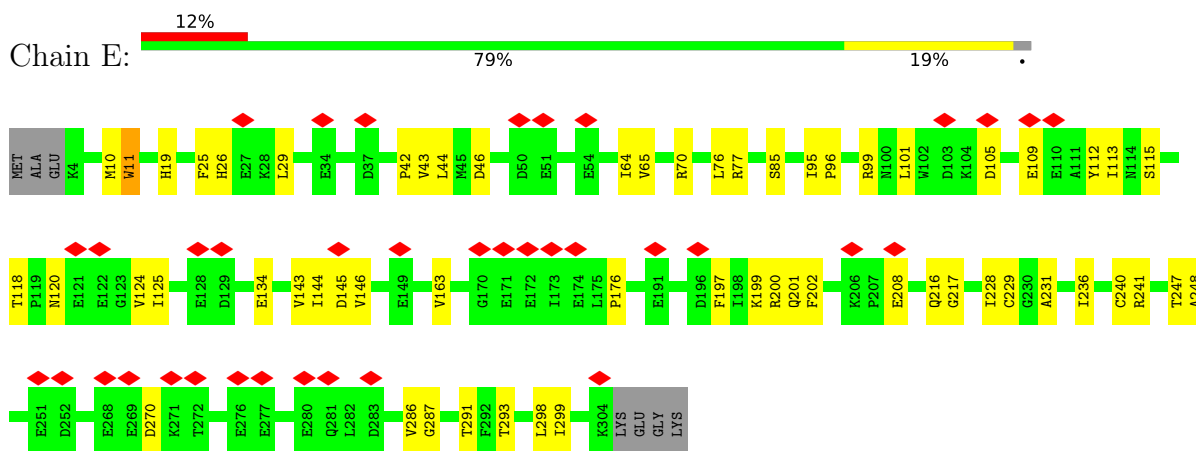 12%
Chain E:
79% 19% •
MET ALA GLU K4 M10 W11 H19 F25 H26 E27 K28 L29 E34 D37 P42 V43 L44 M45 D46 D50 E51 E54 I64 V65 R70 L76 R77 S85 I95 P96 R99 N100 L101 W102 D103 K104 D105 E109 E110 A111 Y112 I113 N114 S115
T118 P119 N120 E121 E122 G123 V124 I125 E128 D129 E134 V143 I144 D145 V146 E149 V163 G170 E171 E172 I173 E174 L175 P176 E191 D196 F197 I198 K199 R200 Q201 F202 K206 P207 E208 Q216 G217 I228 C229 G230 A231 I236 C240 R241 T247 A248
E251 D252 E268 E269 D270 K271 T272 E276 E277 E280 Q281 L282 D283 V286 G287 T291 F292 T293 L298 I299 K304 LYS GLU GLY LYS